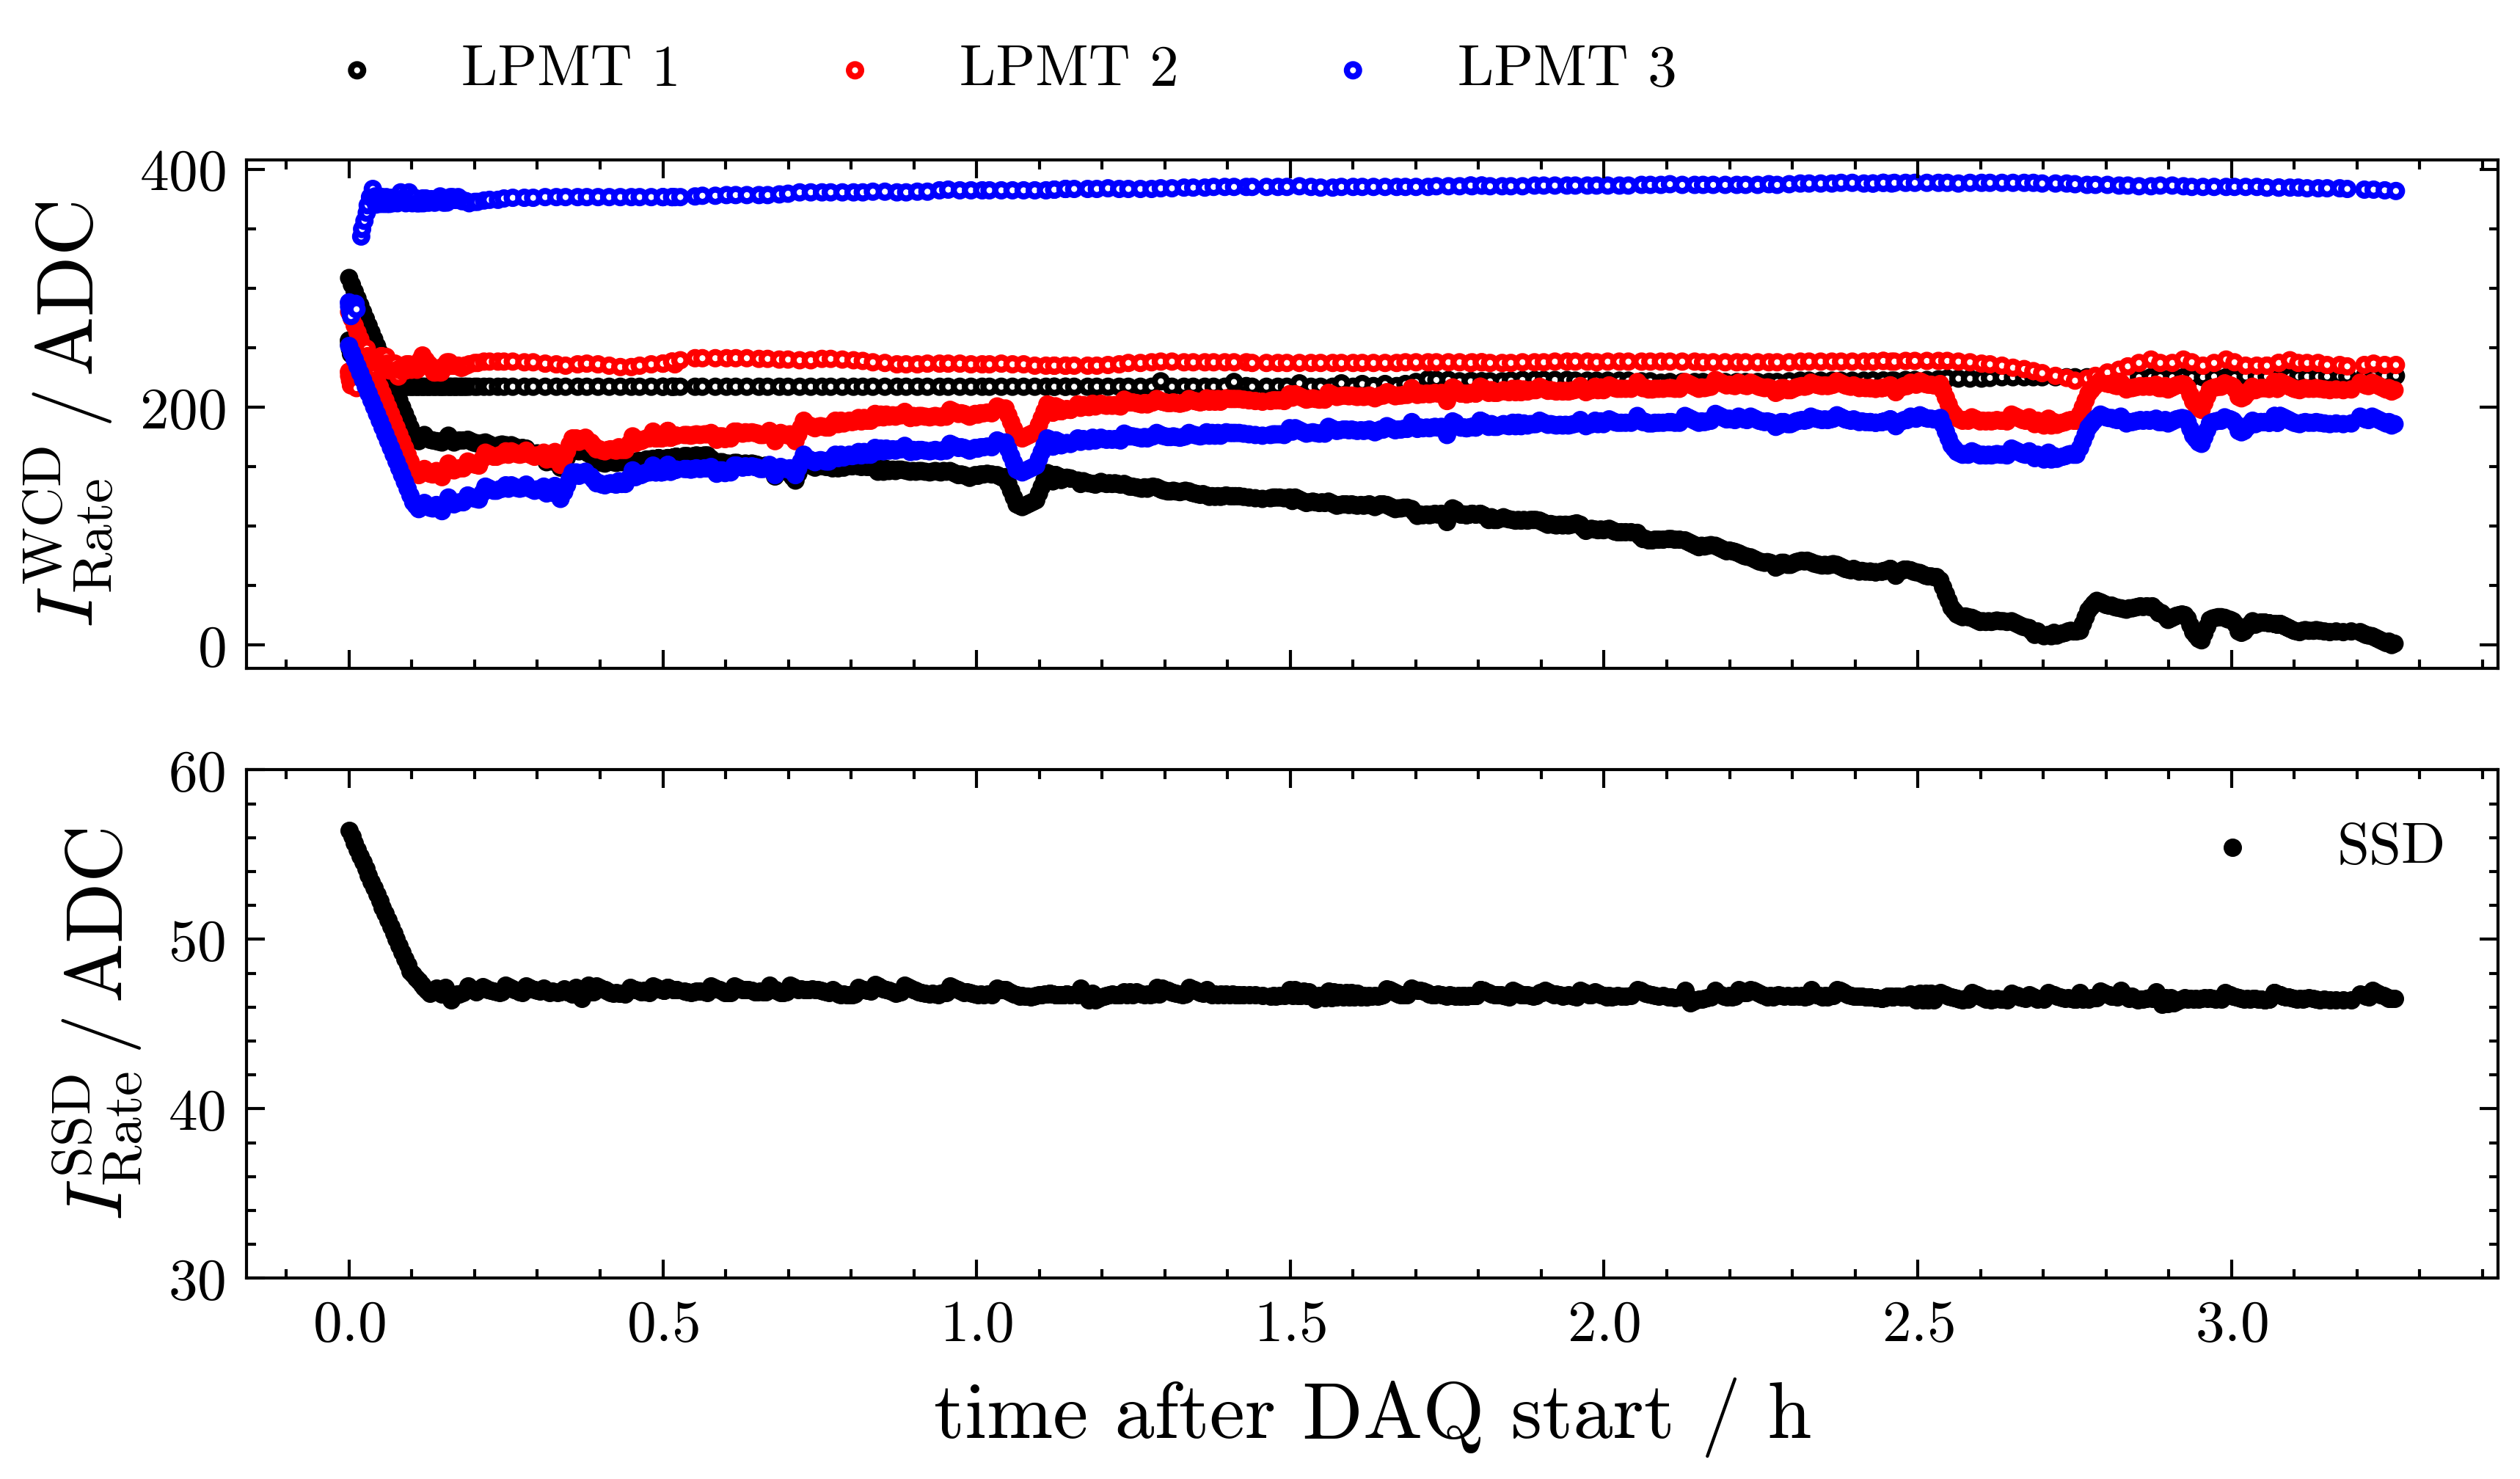 LPMT 1 LPMT 2 LPMT 3
400
200
0
I^WCD_Rate / ADC
60
50
40
30
I^SSD_Rate / ADC
SSD
0.0 0.5 1.0 1.5 2.0 2.5 3.0
time after DAQ start / h